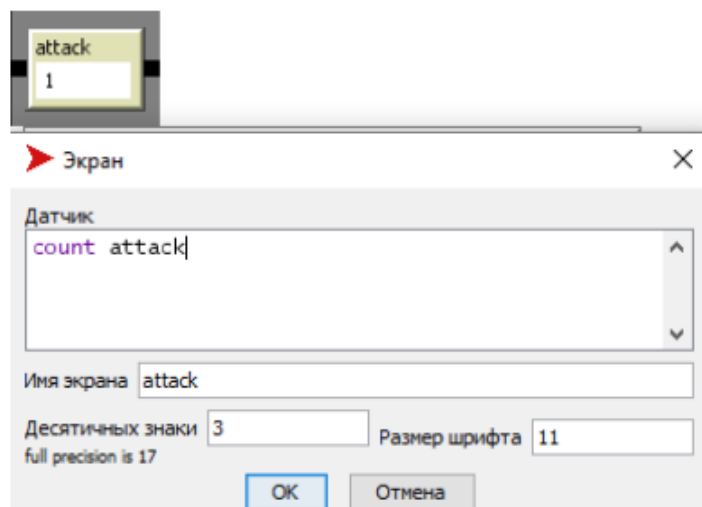 attack
1
Экран
Датчик
count attack
Имя экрана attack
Десятичных знаки 3 Размер шрифта 11
full precision is 17
OK Отмена